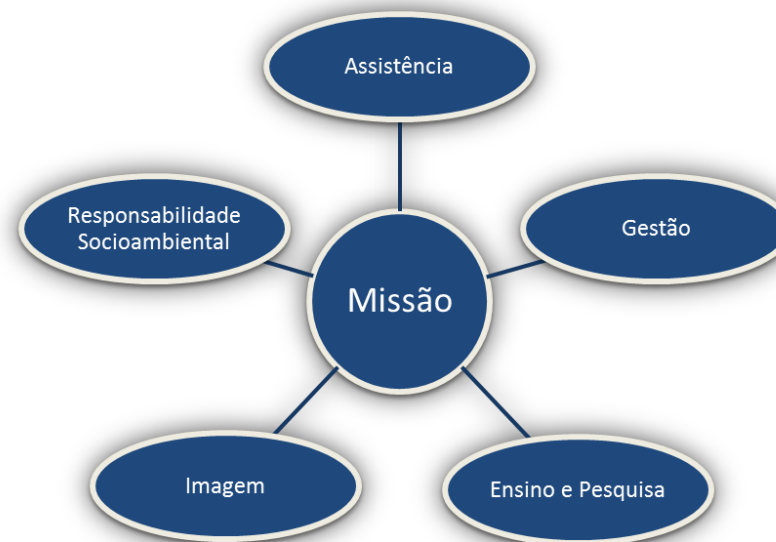 Assistência
Responsabilidade
Socioambiental
Gestão
Missão
Imagem
Ensino e Pesquisa